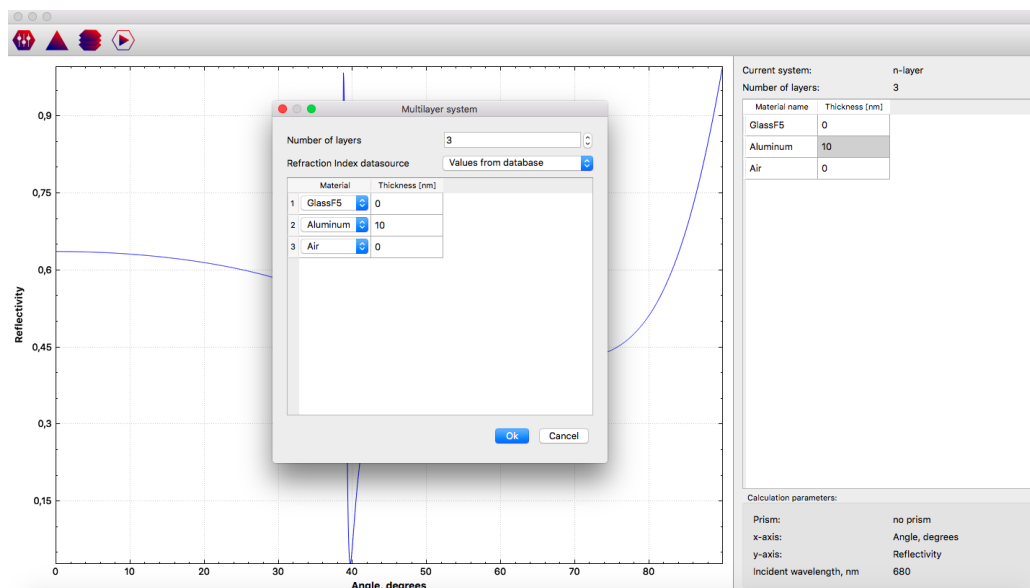 Multilayer system
Number of layers 3
Refraction Index datasource Values from database
Material Thickness [nm]
1 GlassF5 0
2 Aluminum 10
3 Air 0
Ok Cancel
Reflectivity
0,9
0,75
0,6
0,45
0,3
0,15
0 10 20 30 40 50 60 70 80
Angle, degrees
Current system: n-layer
Number of layers: 3
Material name Thickness [nm]
GlassF5 0
Aluminum 10
Air 0
Calculation parameters:
Prism: no prism
x-axis: Angle, degrees
y-axis: Reflectivity
Incident wavelength, nm 680